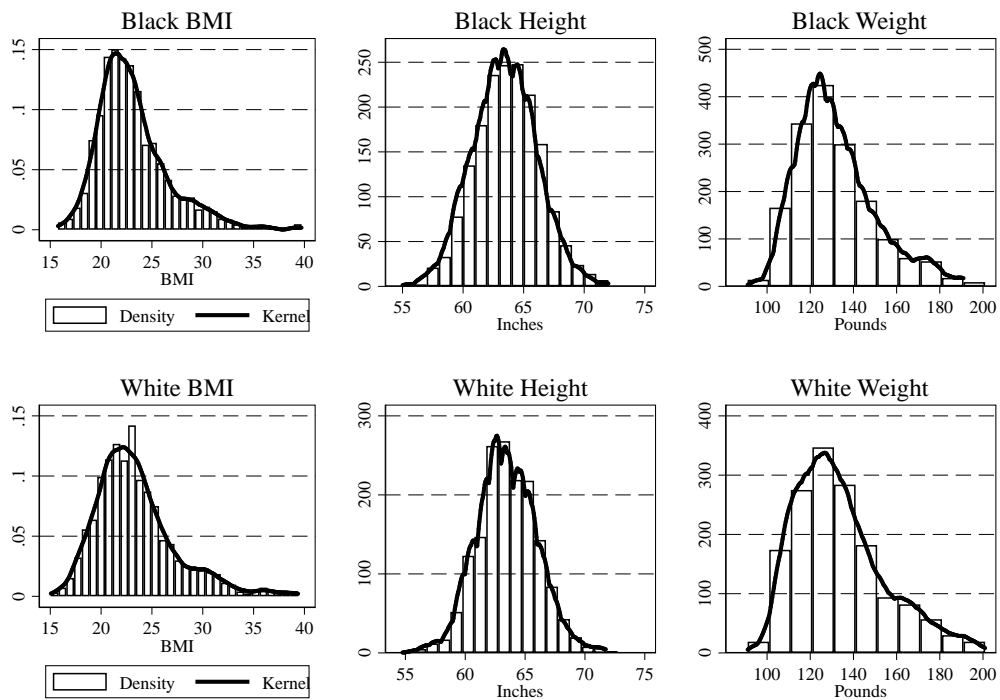 Black BMI
.15
.1
.05
0
15 20 25 30 35 40
BMI
Density Kernel
Black Height
250
200
150
100
50
0
55 60 65 70 75
Inches
Black Weight
500
400
300
200
100
0
100 120 140 160 180 200
Pounds
White BMI
.15
.1
.05
0
15 20 25 30 35 40
BMI
Density Kernel
White Height
300
200
100
0
55 60 65 70 75
Inches
White Weight
400
300
200
100
0
100 120 140 160 180 200
Pounds